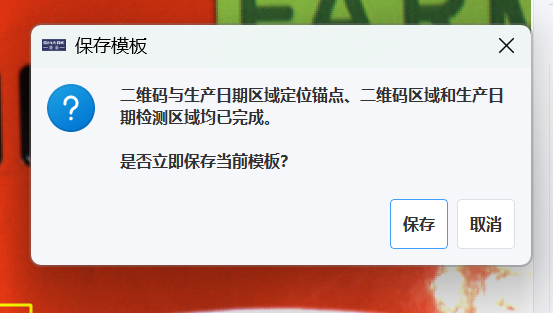 FARM
SHARK
保存模板
二维码与生产日期区域定位锚点、二维码区域和生产日
期检测区域均已完成。
是否立即保存当前模板?
保存
取消